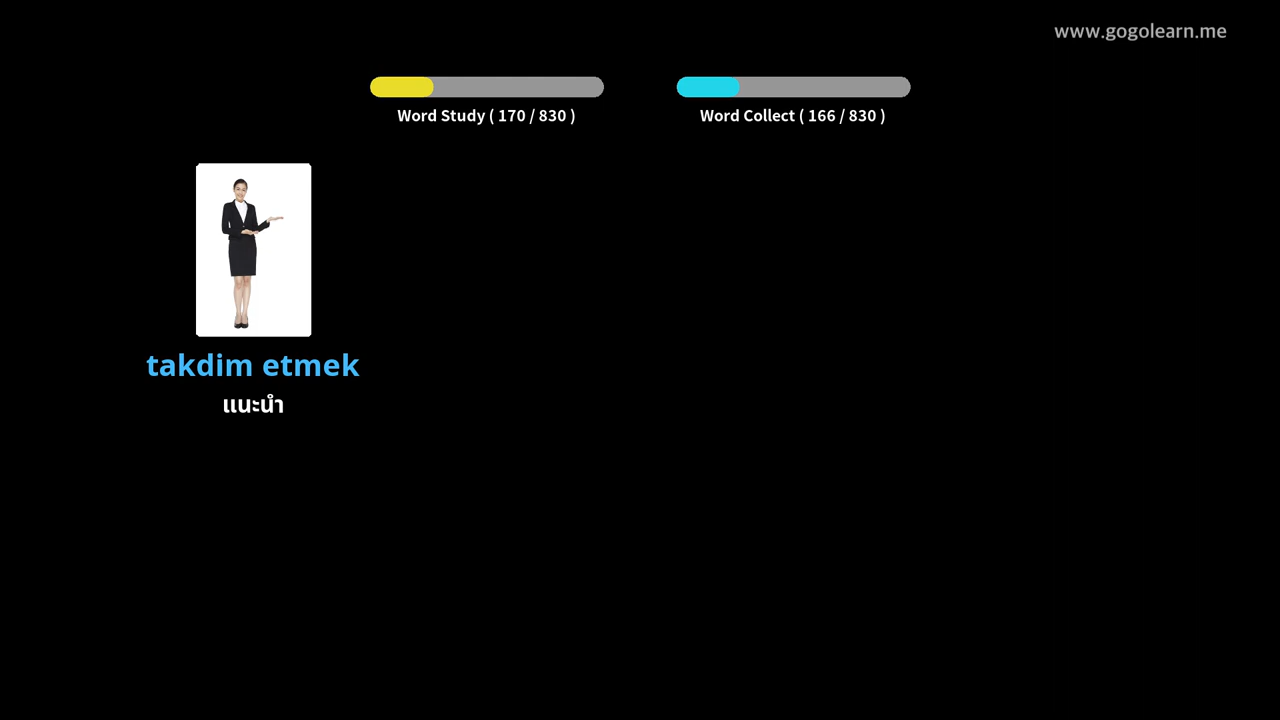 www.gogolearn.me
Word Study ( 170 / 830 )
Word Collect ( 166 / 830 )
takdim etmek
แนะนำ